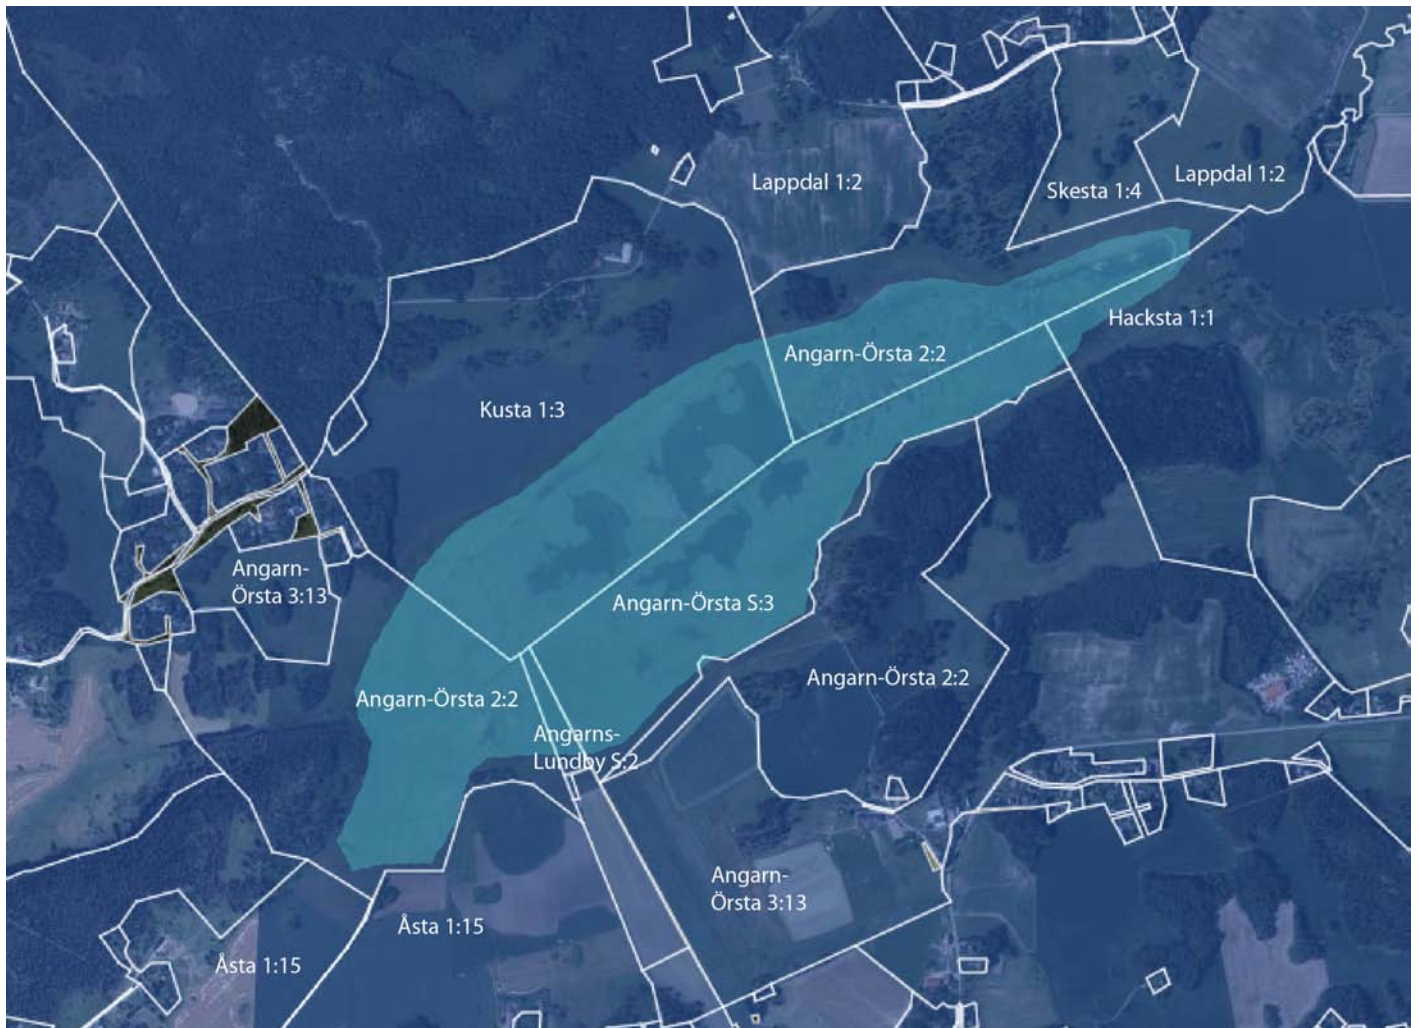 Lappdal 1:2
Skesta 1:4
Lappdal 1:2
Hacksta 1:1
Angarn-Örsta 2:2
Kusta 1:3
Angarn-
Örsta 3:13
Angarn-Örsta S:3
Angarn-Örsta 2:2
Angarn-Örsta 2:2
Angarns-
Lundby S:2
Angarn-
Örsta 3:13
Åsta 1:15
Åsta 1:15